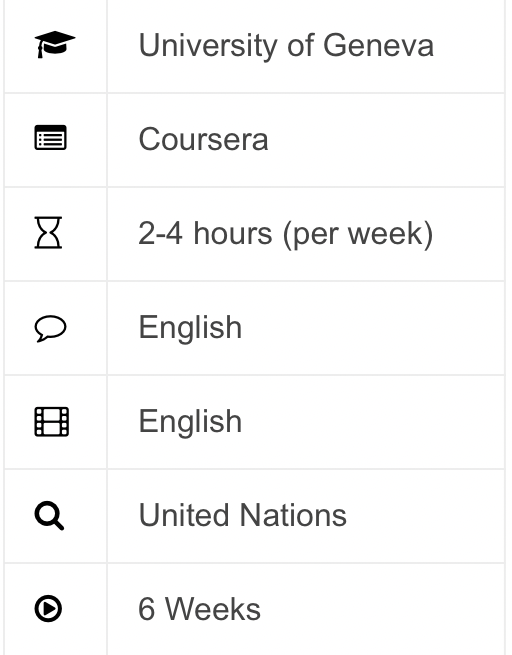 University of Geneva
Coursera
2-4 hours (per week)
English
English
United Nations
6 Weeks